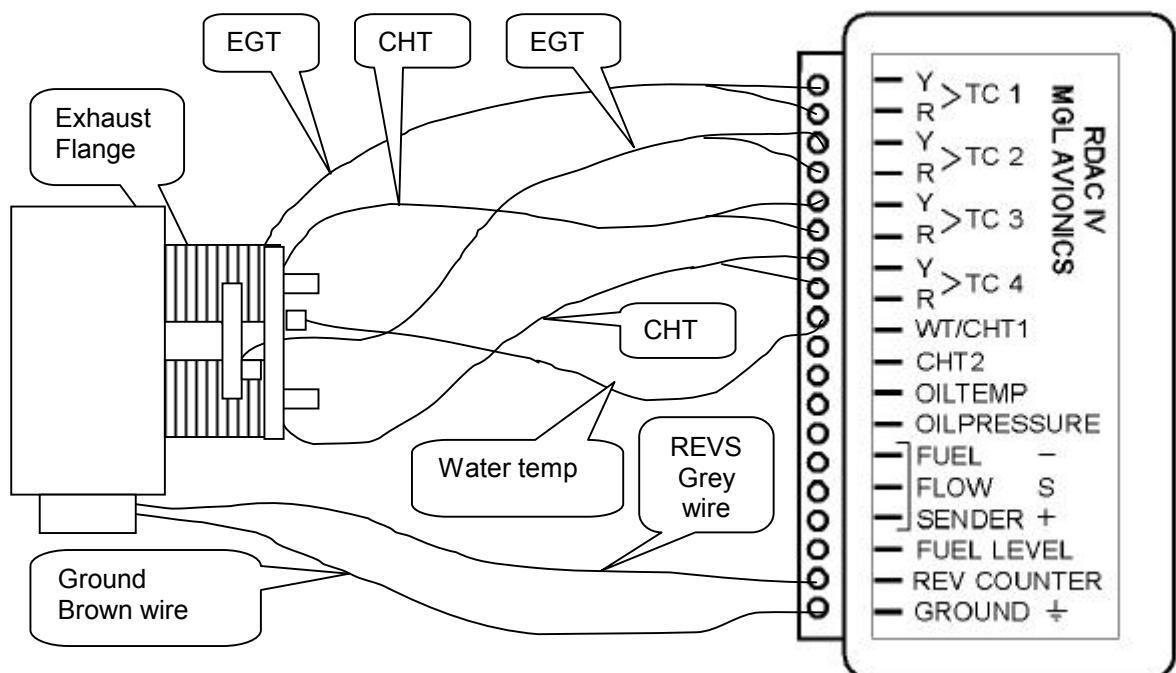 EGT
CHT
EGT
Exhaust
Flange
CHT
Water temp
REVS
Grey
wire
Ground
Brown wire
Y
R
> TC 1
Y
R
> TC 2
Y
R
> TC 3
Y
R
> TC 4
WT/CHT1
CHT2
OILTEMP
OILPRESSURE
FUEL −
FLOW S
SENDER +
FUEL LEVEL
REV COUNTER
GROUND ⏚
RDAC IV
MGL AVIONICS